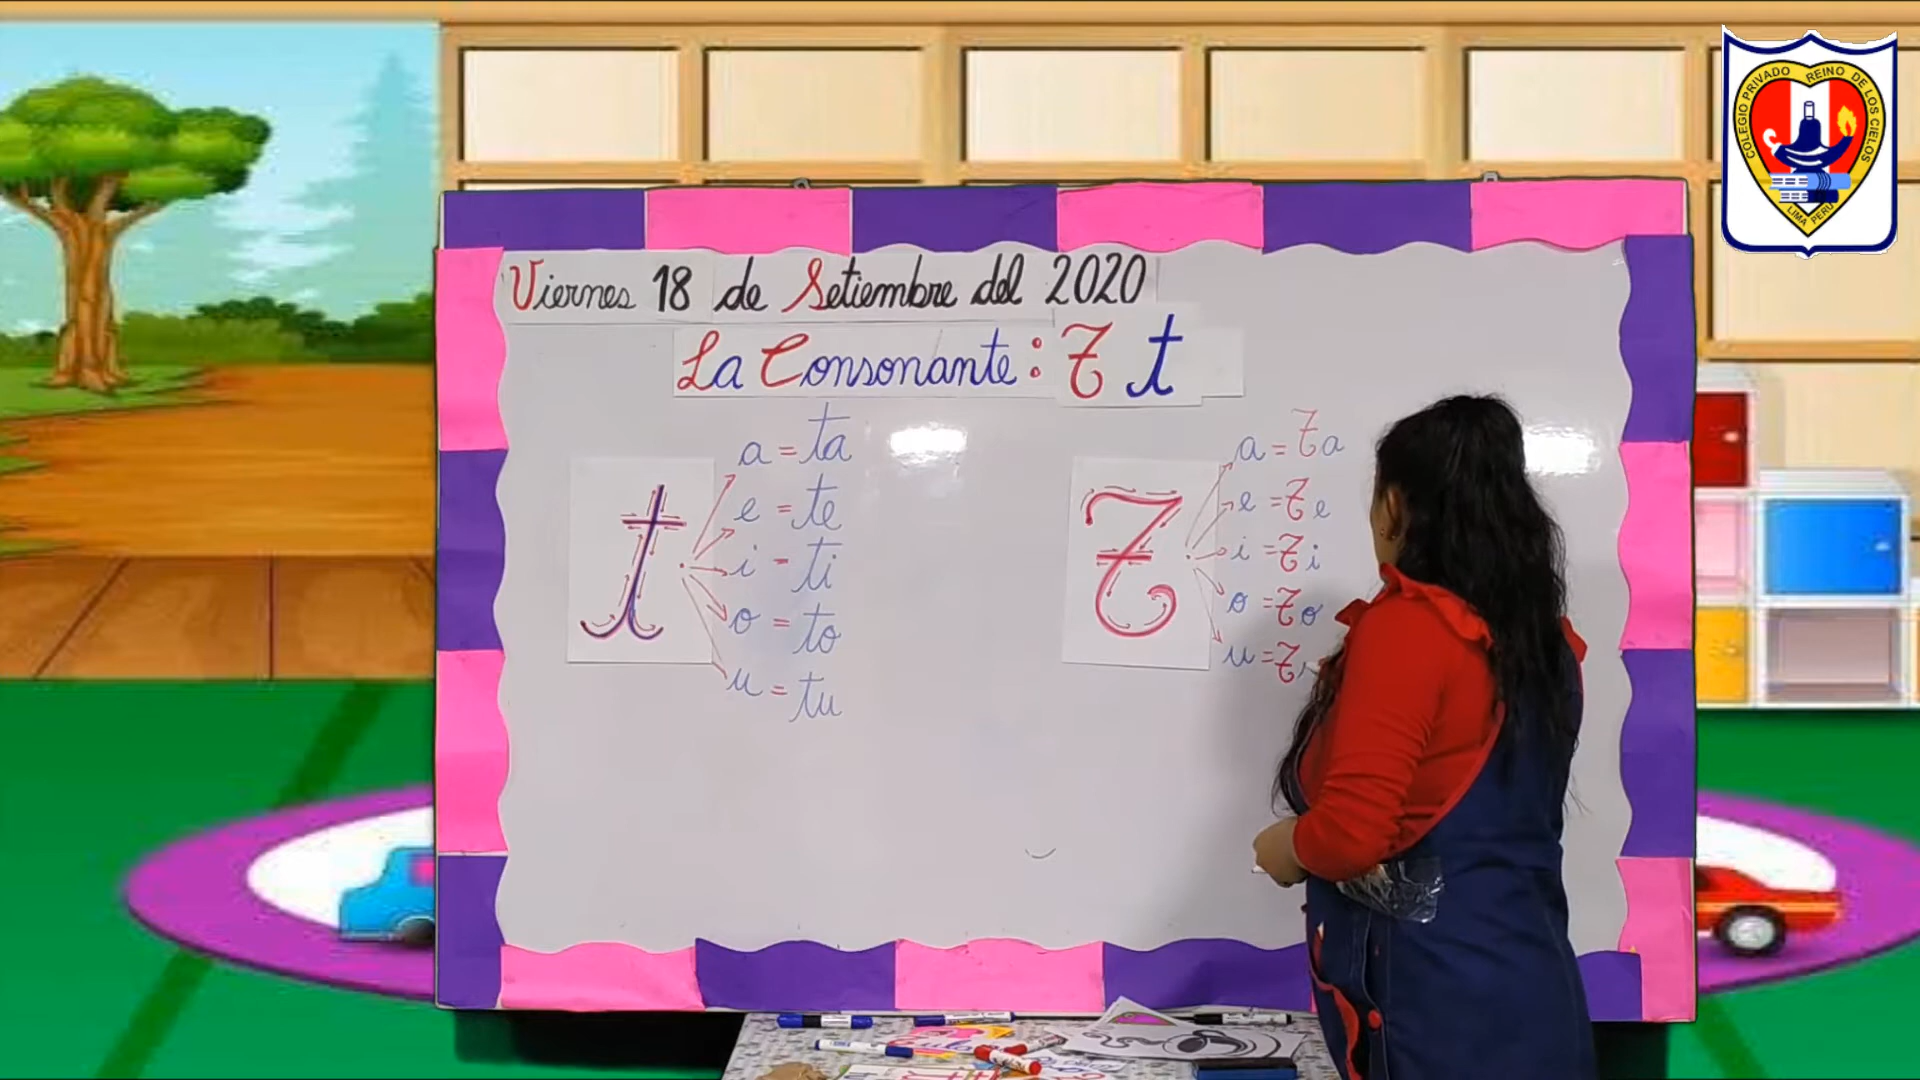 COLEGIO PRIVADO REINO DE LOS CIELOS
LIMA PERU
Viernes 18 de Setiembre del 2020
La Consonante: T t
t
a = ta
e = te
i = ti
o = to
u = tu
T
a = Ta
e = Te
i = Ti
o = To
u = T